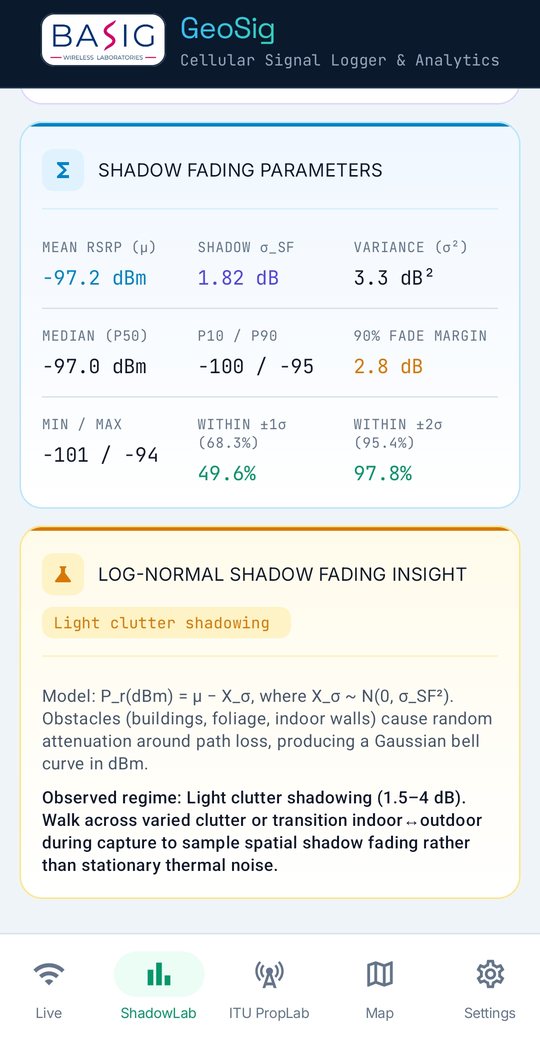 BASIG
WIRELESS LABORATORIES
GeoSig
Cellular Signal Logger & Analytics
Σ
SHADOW FADING PARAMETERS
MEAN RSRP (μ)
-97.2 dBm
SHADOW σ_SF
1.82 dB
VARIANCE (σ²)
3.3 dB²
MEDIAN (P50)
-97.0 dBm
P10 / P90
-100 / -95
90% FADE MARGIN
2.8 dB
MIN / MAX
-101 / -94
WITHIN ±1σ
(68.3%)
49.6%
WITHIN ±2σ
(95.4%)
97.8%
LOG-NORMAL SHADOW FADING INSIGHT
Light clutter shadowing
Model: P_r(dBm) = μ − X_σ, where X_σ ~ N(0, σ_SF²).
Obstacles (buildings, foliage, indoor walls) cause random
attenuation around path loss, producing a Gaussian bell
curve in dBm.
Observed regime: Light clutter shadowing (1.5–4 dB).
Walk across varied clutter or transition indoor↔outdoor
during capture to sample spatial shadow fading rather
than stationary thermal noise.
Live
ShadowLab
ITU PropLab
Map
Settings